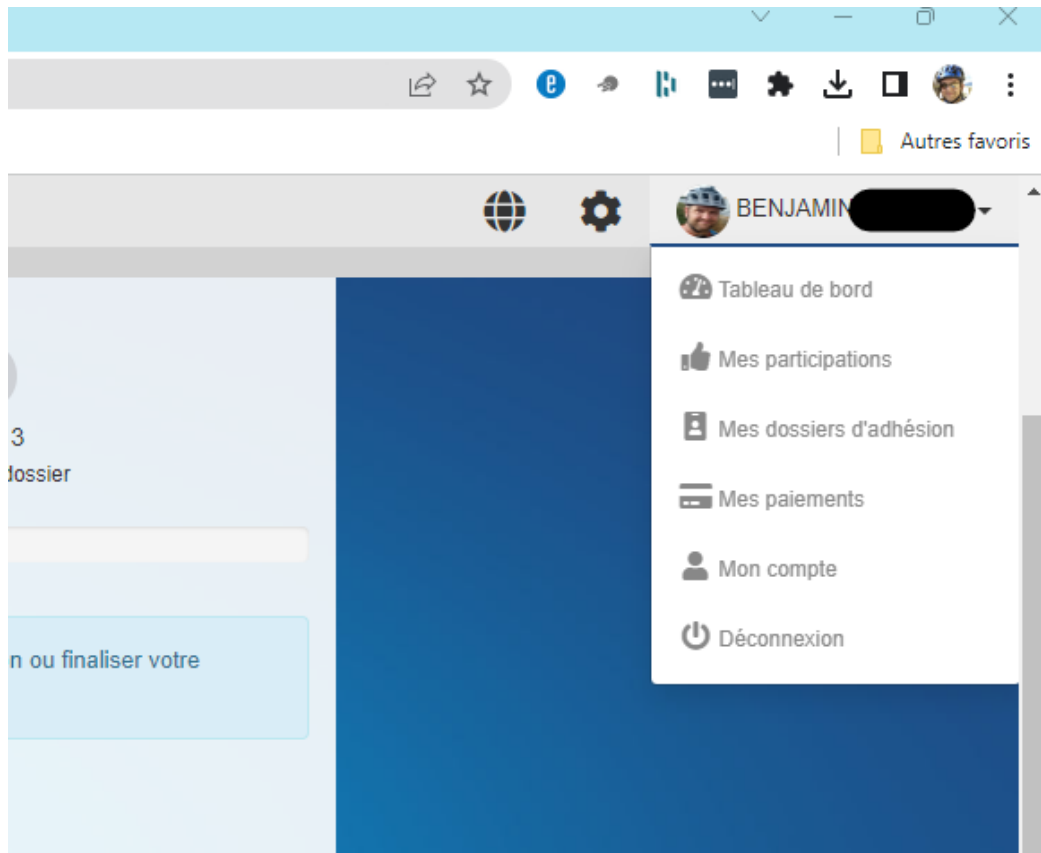 Autres favoris
BENJAMIN
Tableau de bord
Mes participations
3
dossier
Mes dossiers d'adhésion
Mes paiements
Mon compte
Déconnexion
n ou finaliser votre